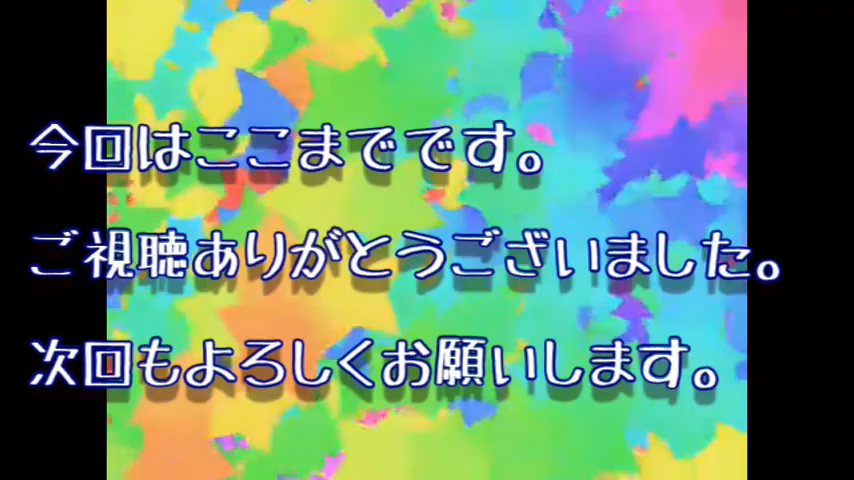 今回はここまでです。
ご視聴ありがとうございました。
次回もよろしくお願いします。